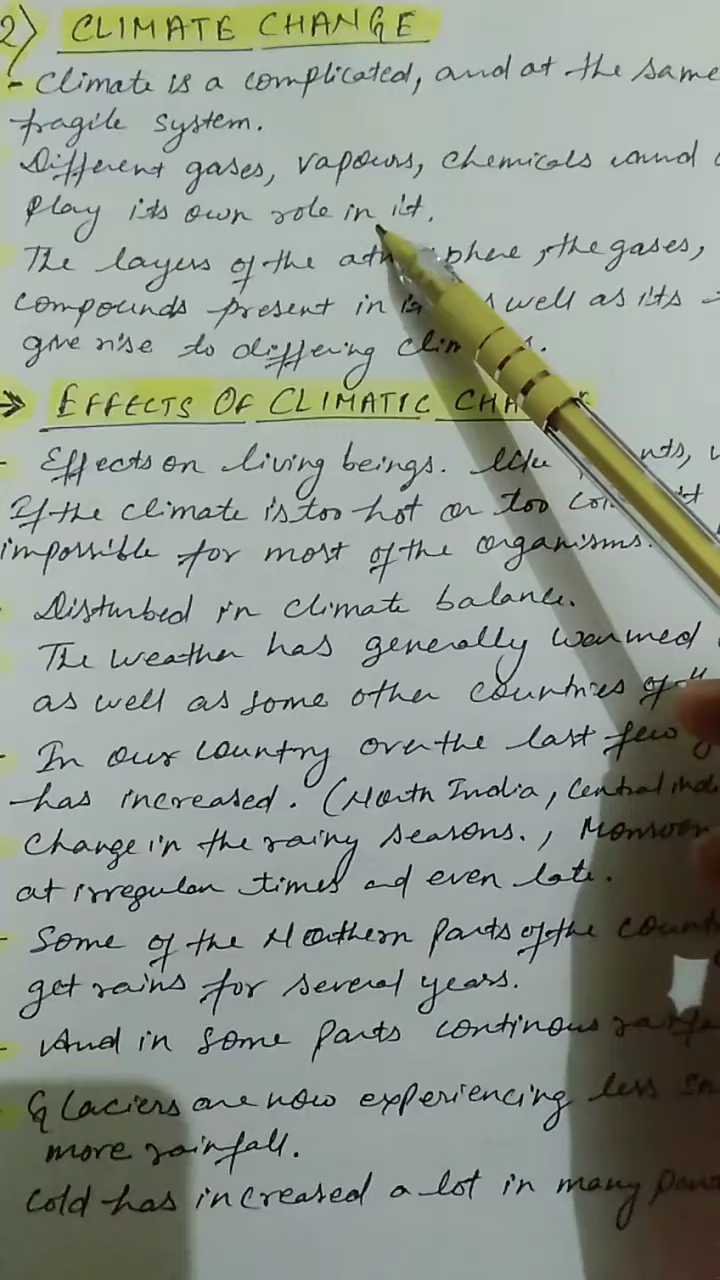 2) CLIMATE CHANGE
- Climate is a complicated, and at the same
fragile system.
Different gases, vapours, chemicals and
Play its own role in it.
The layers of the the gases,
compounds present in well as its
give rise to differing
→ EFFECTS OF CLIMATIC
- Effects on living beings.
If the climate is too hot or too
impossible for most of the organisms.
- Disturbed in climate balance.
The weather has generally warmed
as well as some other countries of
- In our country over the last few
has increased. (North India, Central
Change in the rainy seasons., Monsoon
at irregular times and even late.
- Some of the Northern parts of the
get rains for several years.
- And in some parts continous
- Glaciers are now experiencing less
more rainfall.
Cold has increased a lot in many